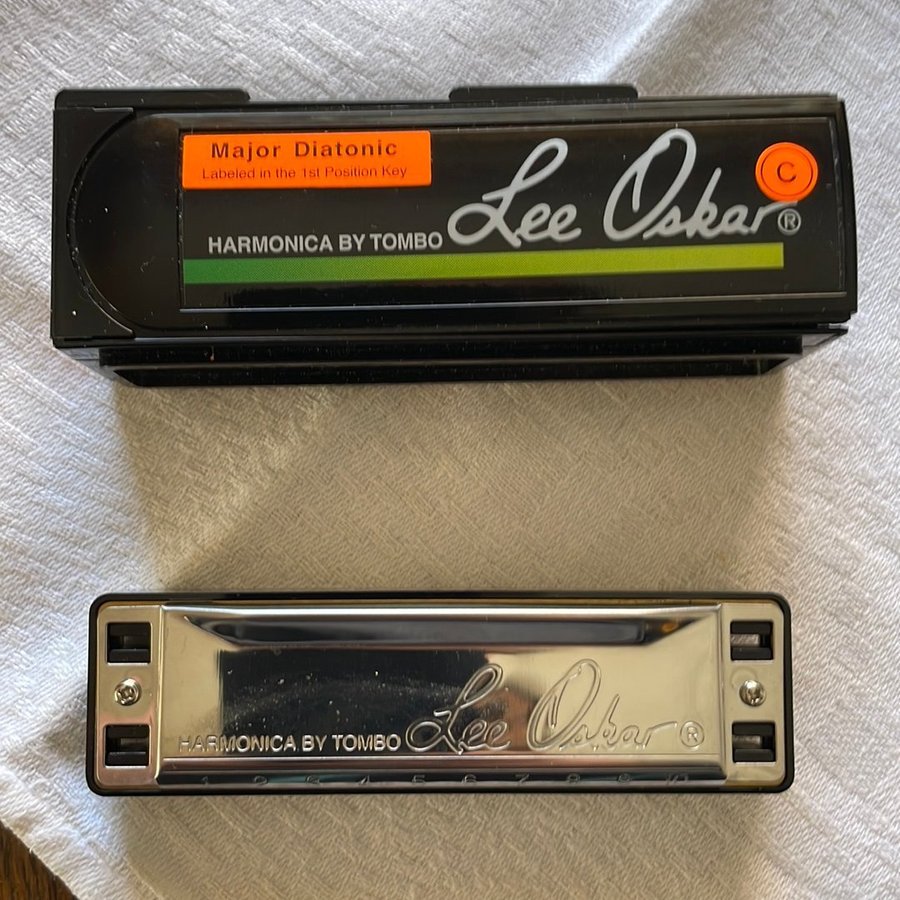 Major Diatonic
Labeled in the 1st Position Key
C
HARMONICA BY TOMBO Lee Oskar ®
HARMONICA BY TOMBO Lee Oskar ®
1 2 3 4 5 6 7 8 9 10